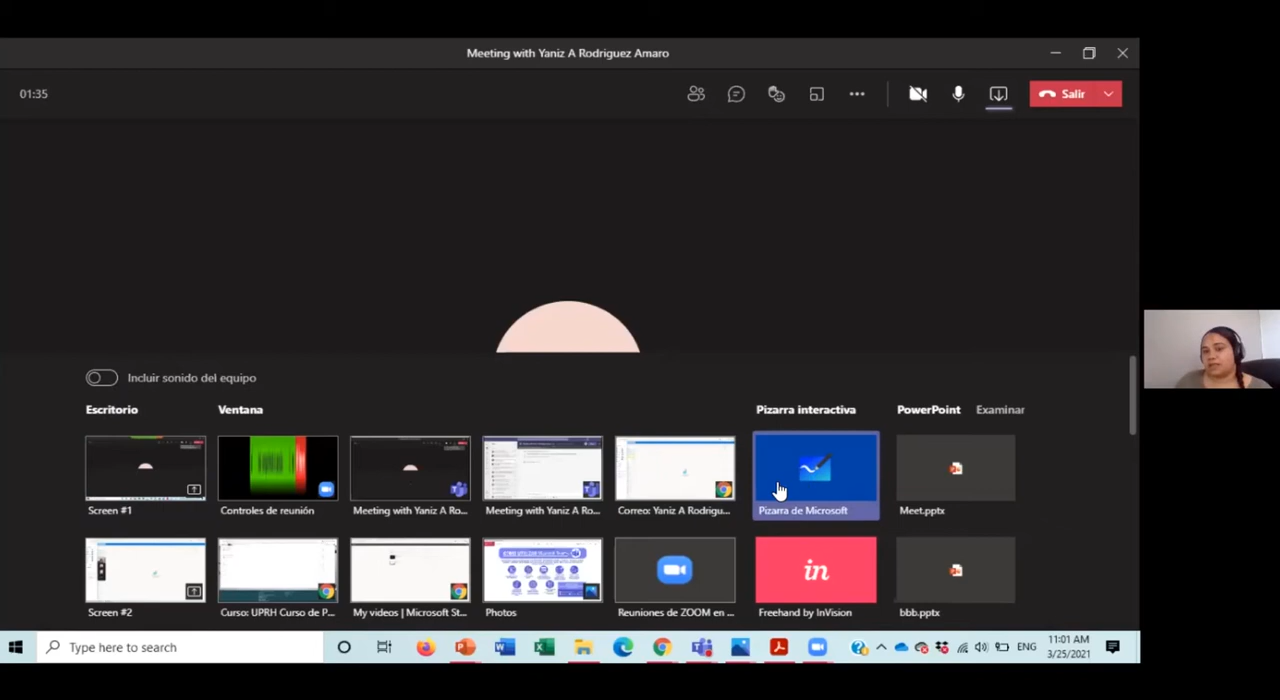 Meeting with Yaniz A Rodriguez Amaro
01:35
Salir
Incluir sonido del equipo
Escritorio
Ventana
Pizarra interactiva
PowerPoint
Examinar
Screen #1
Controles de reunión
Meeting with Yaniz A Ro...
Meeting with Yaniz A Ro...
Correo: Yaniz A Rodrigu...
Pizarra de Microsoft
Meet.pptx
in
Screen #2
Curso: UPRH Curso de P...
My videos | Microsoft St...
Photos
Reuniones de ZOOM en ...
Freehand by InVision
bbb.pptx
Type here to search
ENG
11:01 AM
3/25/2021